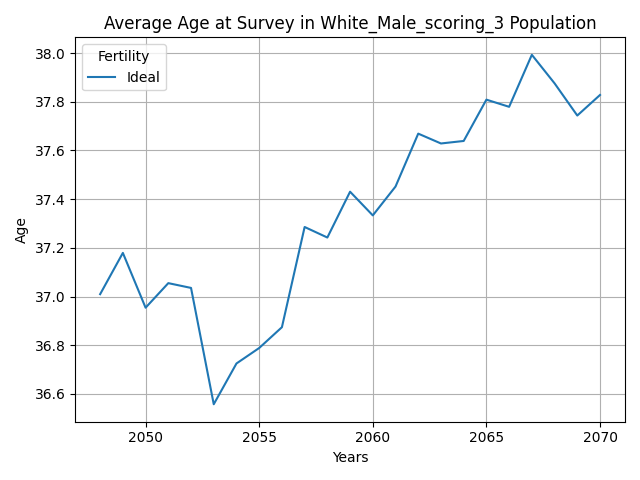 Average Age at Survey in White_Male_scoring_3 Population
Fertility
Ideal
38.0
37.8
37.6
37.4
37.2
37.0
36.8
36.6
Age
2050 2055 2060 2065 2070
Years